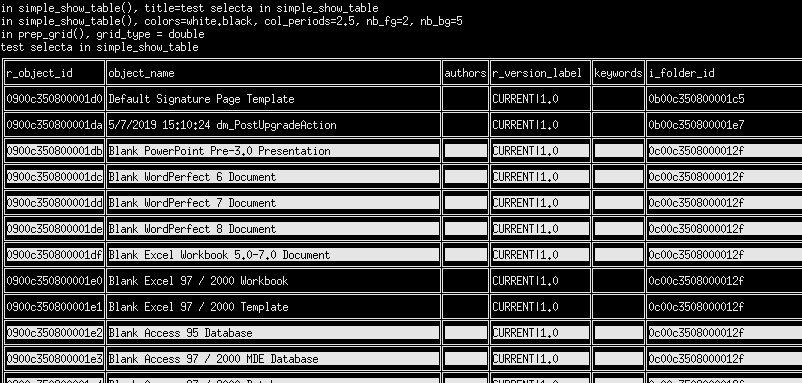 in simple_show_table(), title=test selecta in simple_show_table
in simple_show_table(), colors=white.black, col_periods=2.5, nb_fg=2, nb_bg=5
in prep_grid(), grid_type = double
test selecta in simple_show_table
r_object_id object_name authors r_version_label keywords i_folder_id
0900c350800001d0 Default Signature Page Template CURRENT|1.0 0b00c350800001c5
0900c350800001da 5/7/2019 15:10:24 dm_PostUpgradeAction CURRENT|1.0 0b00c350800001e7
0900c350800001db Blank PowerPoint Pre-3.0 Presentation CURRENT|1.0 0c00c3508000012f
0900c350800001dc Blank WordPerfect 6 Document CURRENT|1.0 0c00c3508000012f
0900c350800001dd Blank WordPerfect 7 Document CURRENT|1.0 0c00c3508000012f
0900c350800001de Blank WordPerfect 8 Document CURRENT|1.0 0c00c3508000012f
0900c350800001df Blank Excel Workbook 5.0-7.0 Document CURRENT|1.0 0c00c3508000012f
0900c350800001e0 Blank Excel 97 / 2000 Workbook CURRENT|1.0 0c00c3508000012f
0900c350800001e1 Blank Excel 97 / 2000 Template CURRENT|1.0 0c00c3508000012f
0900c350800001e2 Blank Access 95 Database CURRENT|1.0 0c00c3508000012f
0900c350800001e3 Blank Access 97 / 2000 MDE Database CURRENT|1.0 0c00c3508000012f